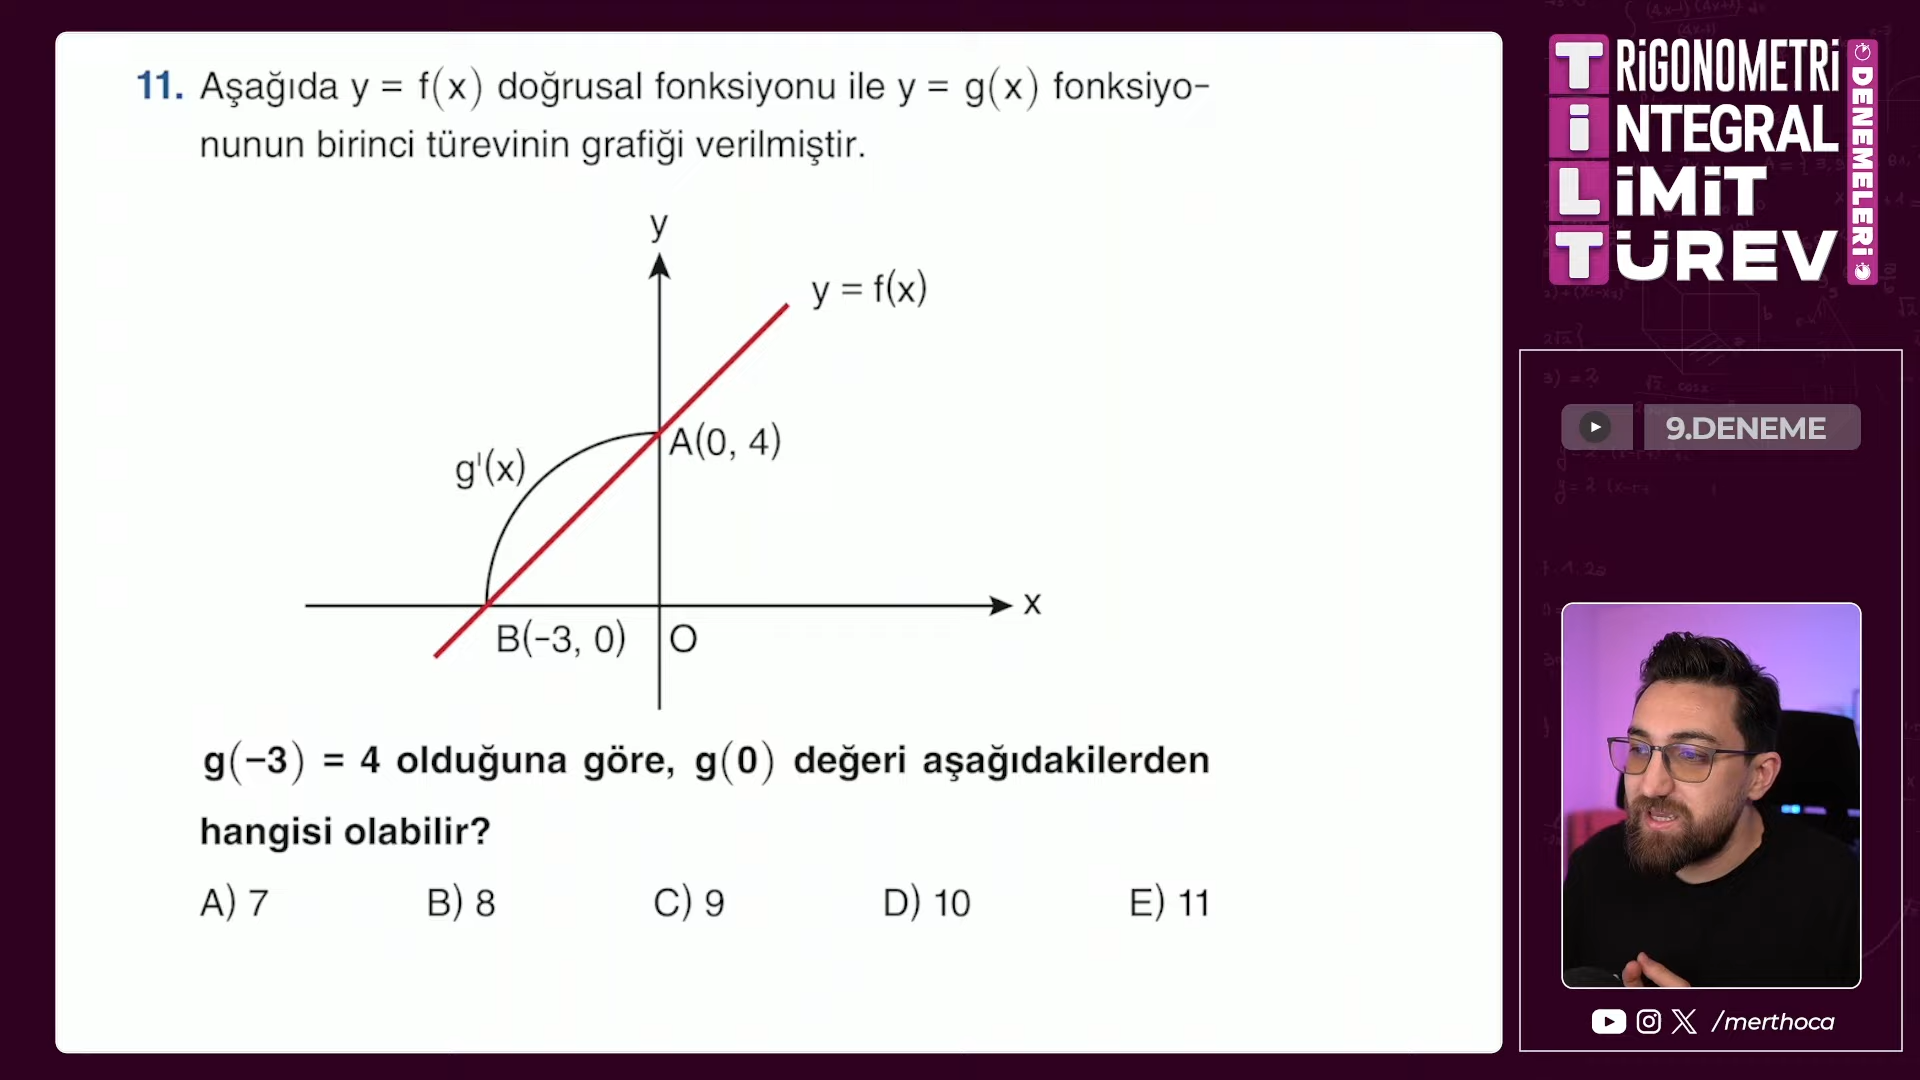 11. Aşağıda y = f(x) doğrusal fonksiyonu ile y = g(x) fonksiyo-
nunun birinci türevinin grafiği verilmiştir.
y
y = f(x)
A(0, 4)
g'(x)
x
B(-3, 0)
O
g(-3) = 4 olduğuna göre, g(0) değeri aşağıdakilerden
hangisi olabilir?
A) 7 B) 8 C) 9 D) 10 E) 11
TRİGONOMETRİ
İNTEGRAL
LİMİT
TÜREV
DENEMELERİ
9.DENEME
/merthoca